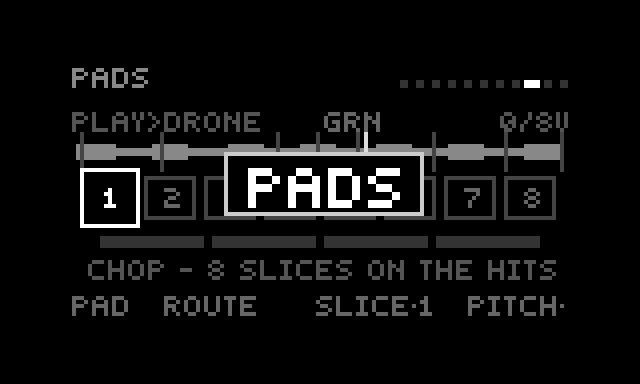 PADS
PLAY>DRONE GRN 0/8V
1 2 PADS 7 8
CHOP - 8 SLICES ON THE HITS
PAD ROUTE SLICE·1 PITCH·